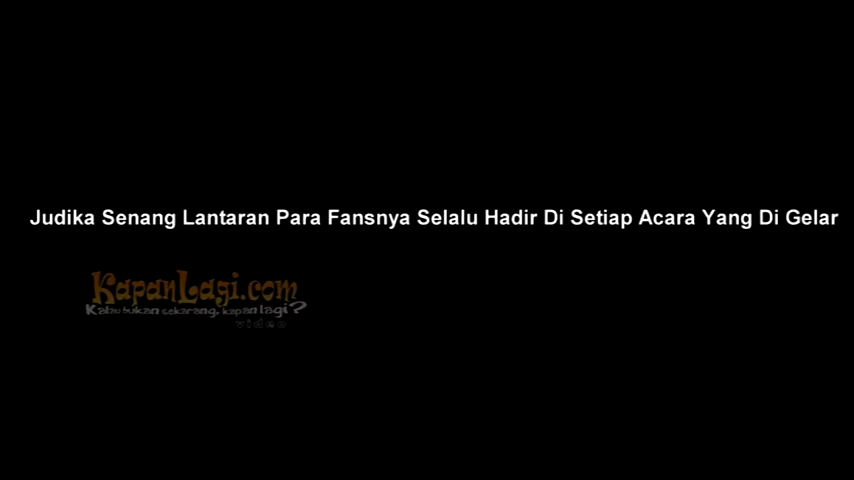 Judika Senang Lantaran Para Fansnya Selalu Hadir Di Setiap Acara Yang Di Gelar
KapanLagi.com
Kalau bukan sekarang, kapan lagi?
video